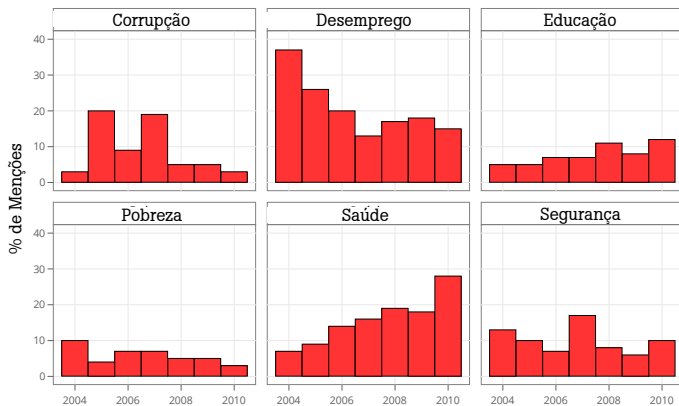 Corrupção Desemprego Educação
40
30
20
10
0
% de Menções
Pobreza Saúde Segurança
40
30
20
10
0
2004 2006 2008 2010 2004 2006 2008 2010 2004 2006 2008 2010